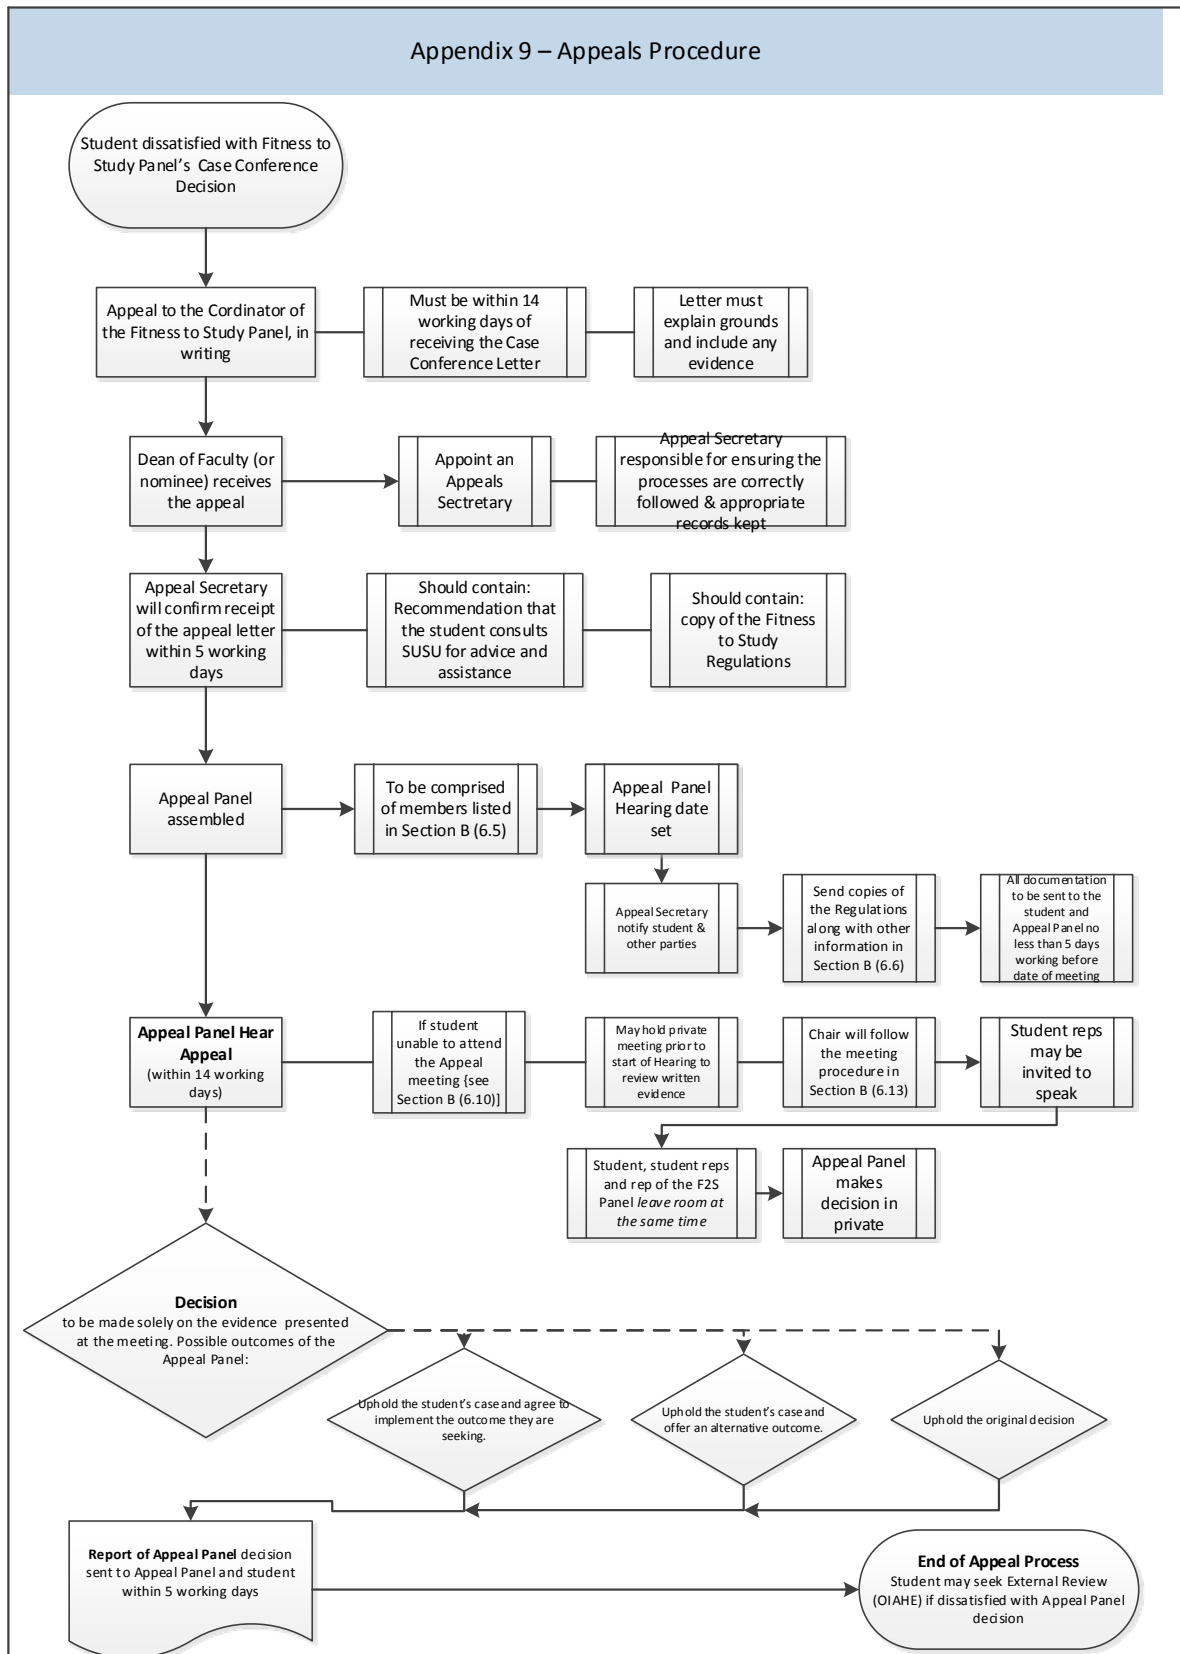 Appendix 9 – Appeals Procedure
Student dissatisfied with Fitness to
Study Panel's Case Conference
Decision
Appeal to the Cordinator of
the Fitness to Study Panel, in
writing
Must be within 14
working days of
receiving the Case
Conference Letter
Letter must
explain grounds
and include any
evidence
Dean of Faculty (or
nominee) receives
the appeal
Appoint an
Appeals
Sectretary
Appeal Secretary
responsible for ensuring the
processes are correctly
followed & appropriate
records kept
Appeal Secretary
will confirm receipt
of the appeal letter
within 5 working
days
Should contain:
Recommendation that
the student consults
SUSU for advice and
assistance
Should contain:
copy of the Fitness
to Study
Regulations
Appeal Panel
assembled
To be comprised
of members listed
in Section B (6.5)
Appeal Panel
Hearing date
set
Appeal Secretary
notify student &
other parties
Send copies of
the Regulations
along with other
information in
Section B (6.6)
All documentation
to be sent to the
student and
Appeal Panel no
less than 5 days
working before
date of meeting
Appeal Panel Hear
Appeal
(within 14 working
days)
If student
unable to attend
the Appeal
meeting {see
Section B (6.10)]
May hold private
meeting prior to
start of Hearing to
review written
evidence
Chair will follow
the meeting
procedure in
Section B (6.13)
Student reps
may be
invited to
speak
Student, student reps
and rep of the F2S
Panel leave room at
the same time
Appeal Panel
makes
decision in
private
Decision
to be made solely on the evidence presented
at the meeting. Possible outcomes of the
Appeal Panel:
Uphold the student's case and agree to
implement the outcome they are
seeking.
Uphold the student's case and
offer an alternative outcome.
Uphold the original decision
Report of Appeal Panel decision
sent to Appeal Panel and student
within 5 working days
End of Appeal Process
Student may seek External Review
(OIAHE) if dissatisfied with Appeal Panel
decision